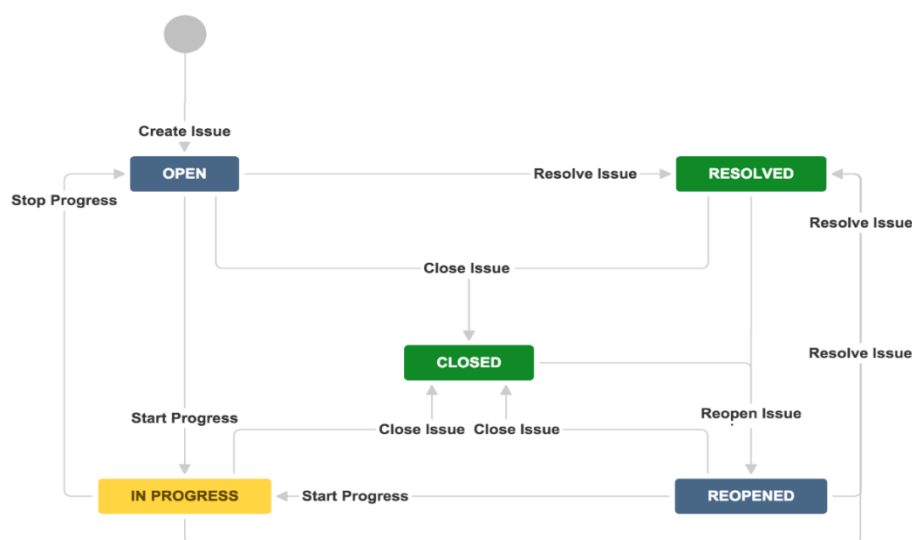 Create Issue
OPEN
Resolve Issue
RESOLVED
Stop Progress
Resolve Issue
Close Issue
Resolve Issue
CLOSED
Start Progress
Close Issue
Close Issue
Reopen Issue
IN PROGRESS
Start Progress
REOPENED